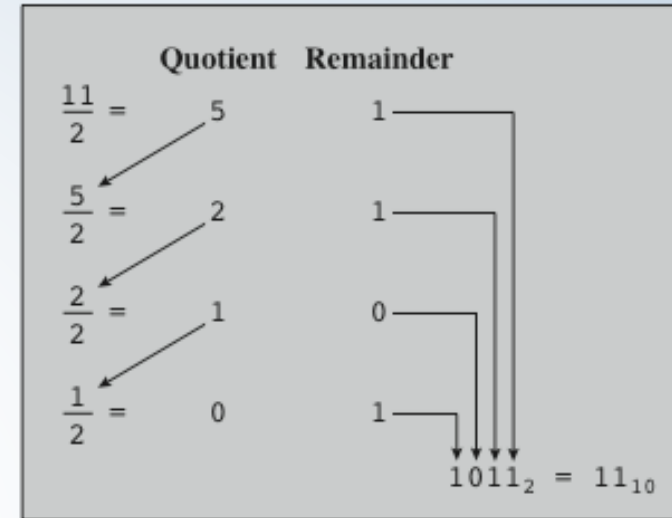 Quotient Remainder
11/2 = 5 1
5/2 = 2 1
2/2 = 1 0
1/2 = 0 1
1011₂ = 11₁₀